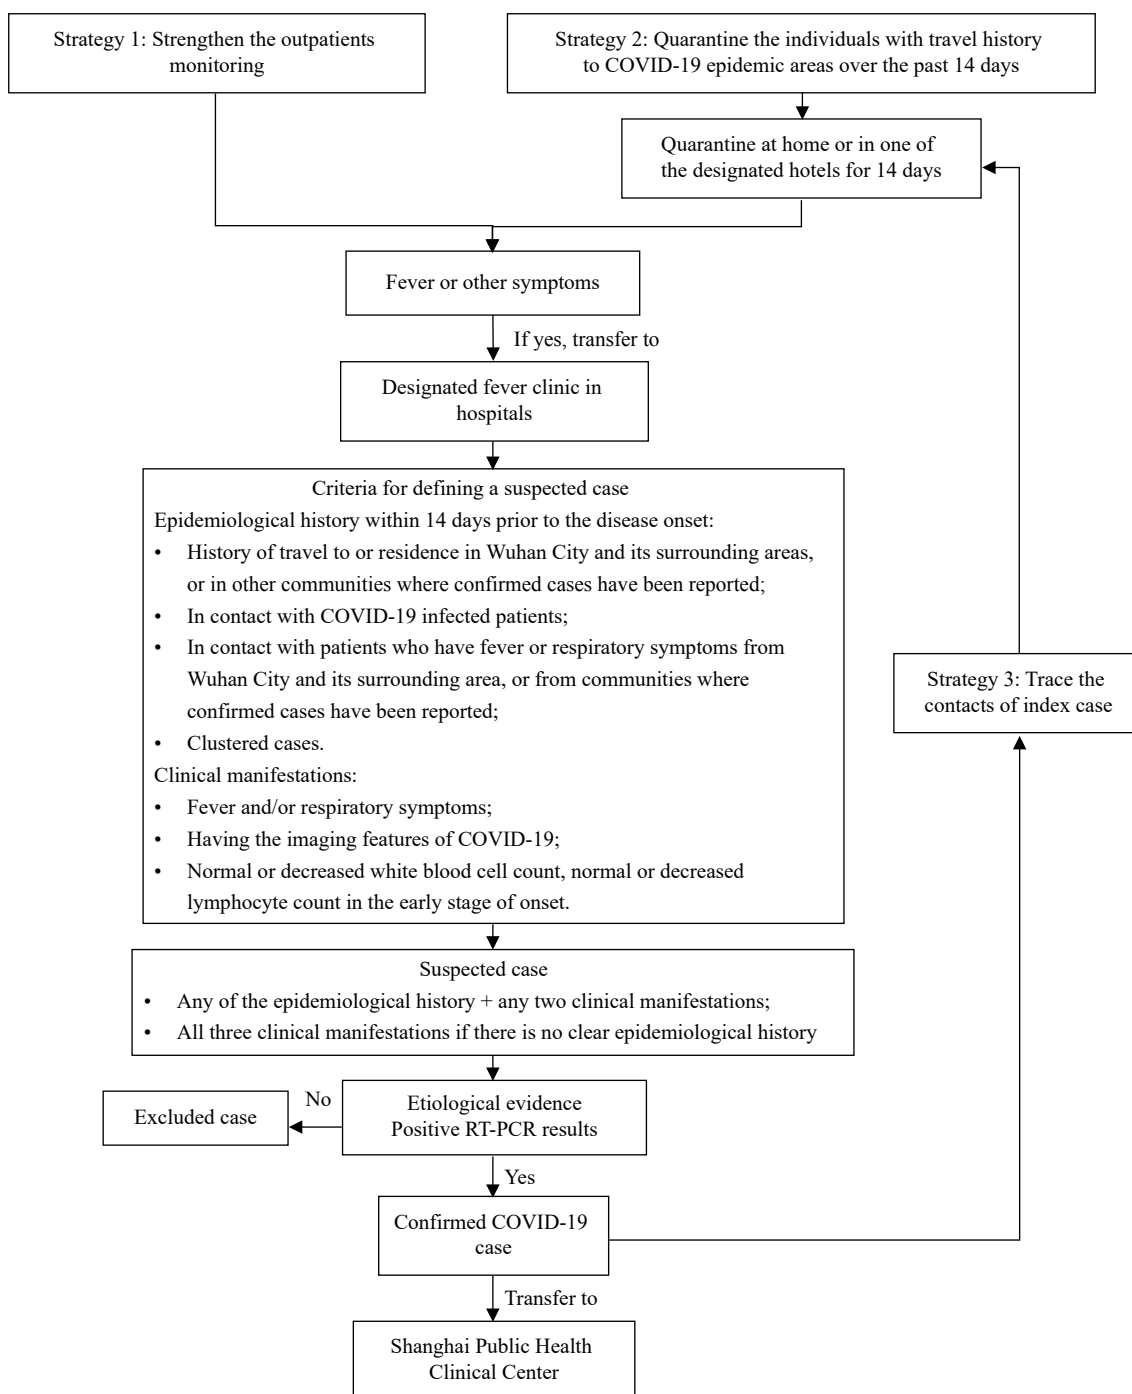 Strategy 1: Strengthen the outpatients
monitoring
Strategy 2: Quarantine the individuals with travel history
to COVID-19 epidemic areas over the past 14 days
Quarantine at home or in one of
the designated hotels for 14 days
Fever or other symptoms
If yes, transfer to
Designated fever clinic in
hospitals
Criteria for defining a suspected case
Epidemiological history within 14 days prior to the disease onset:
• History of travel to or residence in Wuhan City and its surrounding areas,
or in other communities where confirmed cases have been reported;
• In contact with COVID-19 infected patients;
• In contact with patients who have fever or respiratory symptoms from
Wuhan City and its surrounding area, or from communities where
confirmed cases have been reported;
• Clustered cases.
Clinical manifestations:
• Fever and/or respiratory symptoms;
• Having the imaging features of COVID-19;
• Normal or decreased white blood cell count, normal or decreased
lymphocyte count in the early stage of onset.
Strategy 3: Trace the
contacts of index case
Suspected case
• Any of the epidemiological history + any two clinical manifestations;
• All three clinical manifestations if there is no clear epidemiological history
Excluded case
No
Etiological evidence
Positive RT-PCR results
Yes
Confirmed COVID-19
case
Transfer to
Shanghai Public Health
Clinical Center